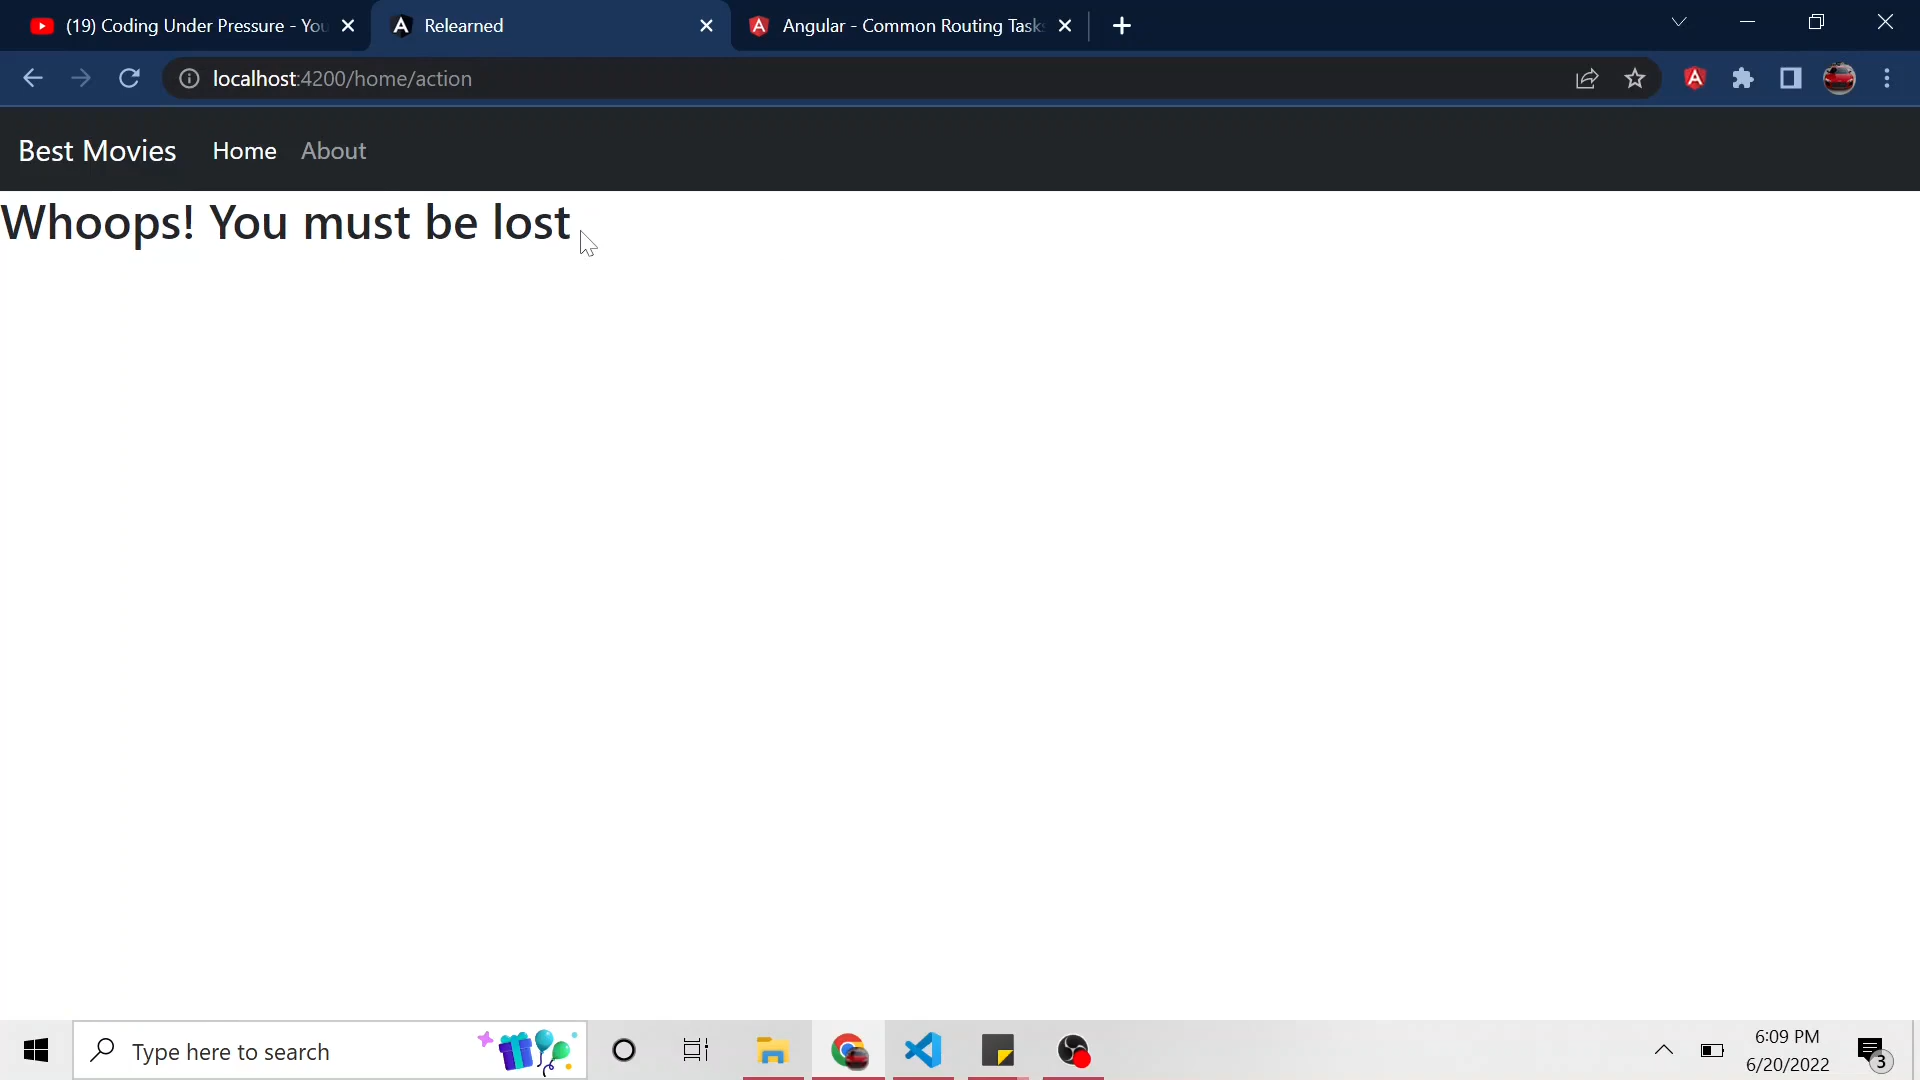 (19) Coding Under Pressure - You
Relearned
Angular - Common Routing Tasks
localhost:4200/home/action
Best Movies
Home
About
Whoops! You must be lost
Type here to search
6:09 PM
6/20/2022
3